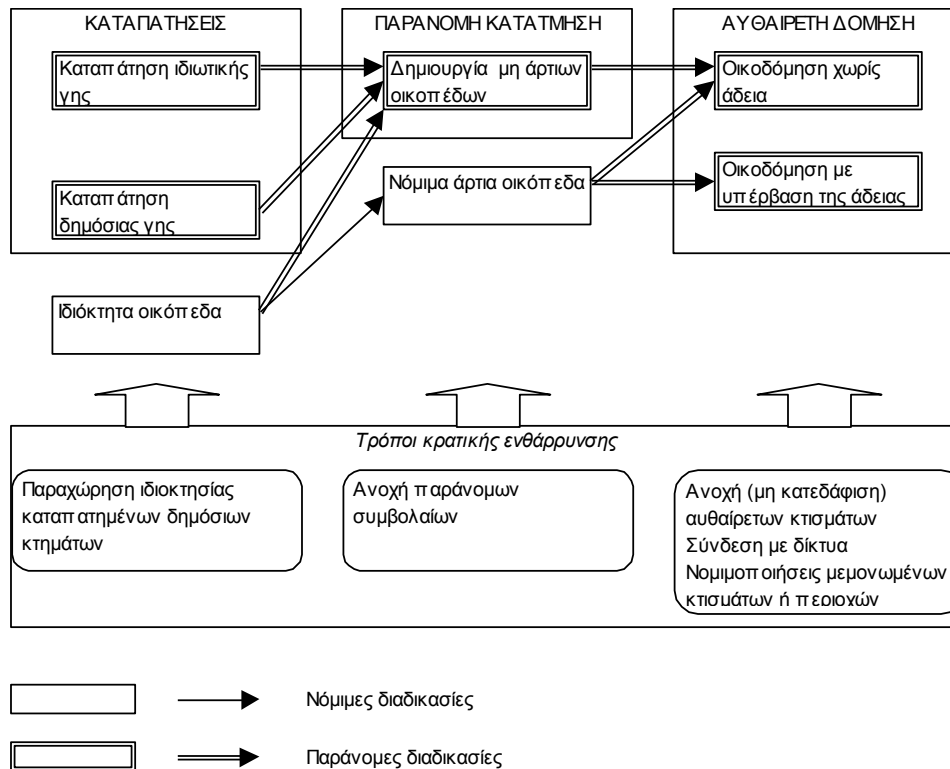 ΚΑΤΑΠΑΤΗΣΕΙΣ
Καταπάτηση ιδιωτικής
γης
Καταπάτηση
δημόσιας γης
Ιδιόκτητα οικόπεδα
ΠΑΡΑΝΟΜΗ ΚΑΤΑΤΜΗΣΗ
Δημιουργία μη άρτιων
οικοπέδων
Νόμιμα άρτια οικόπεδα
ΑΥΘΑΙΡΕΤΗ ΔΟΜΗΣΗ
Οικοδόμηση χωρίς
άδεια
Οικοδόμηση με
υπέρβαση της άδειας
Τρόποι κρατικής ενθάρρυνσης
Παραχώρηση ιδιοκτησίας
καταπατημένων δημόσιων
κτημάτων
Ανοχή παράνομων
συμβολαίων
Ανοχή (μη κατεδάφιση)
αυθαίρετων κτισμάτων
Σύνδεση με δίκτυα
Νομιμοποιήσεις μεμονωμένων
κτισμάτων ή περιοχών
Νόμιμες διαδικασίες
Παράνομες διαδικασίες